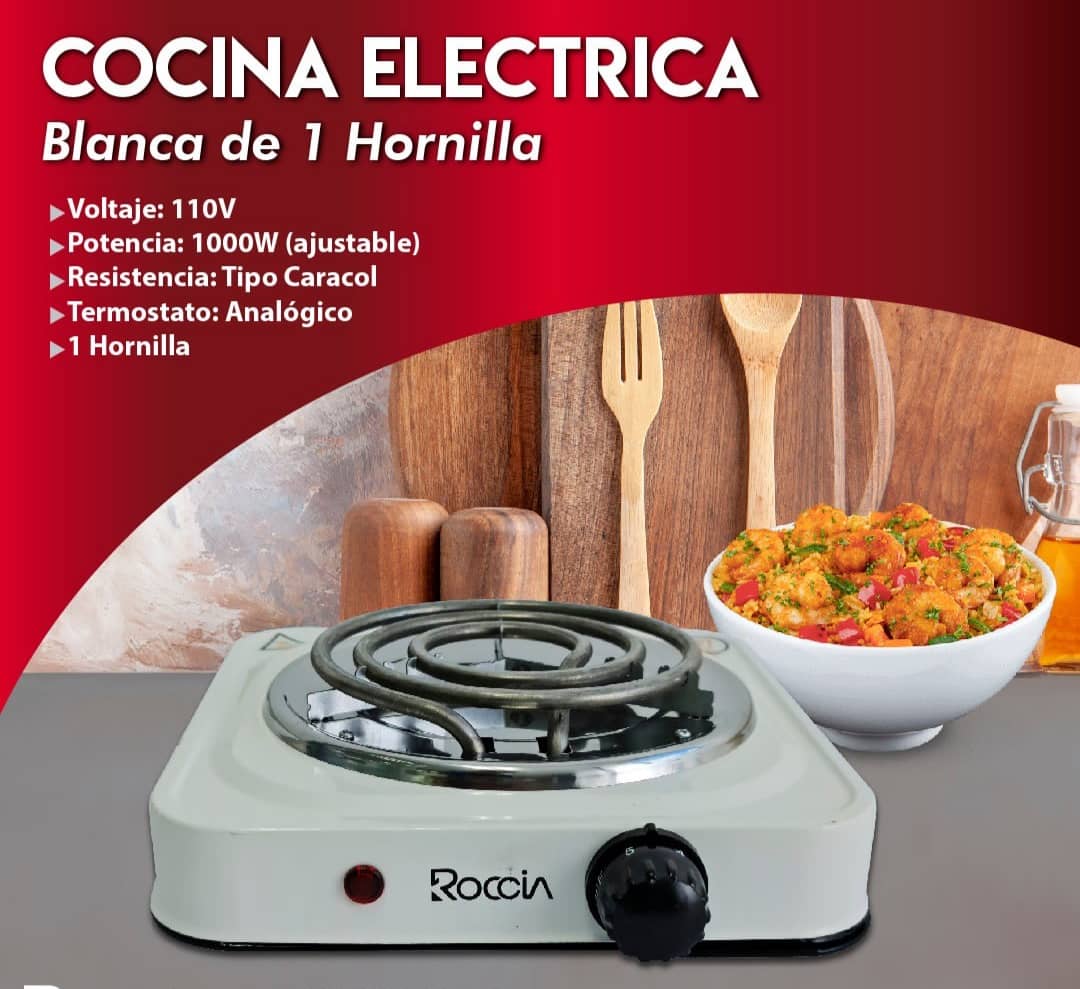 COCINA ELECTRICA
Blanca de 1 Hornilla
Voltaje: 110V
Potencia: 1000W (ajustable)
Resistencia: Tipo Caracol
Termostato: Analógico
1 Hornilla
ROCCIA